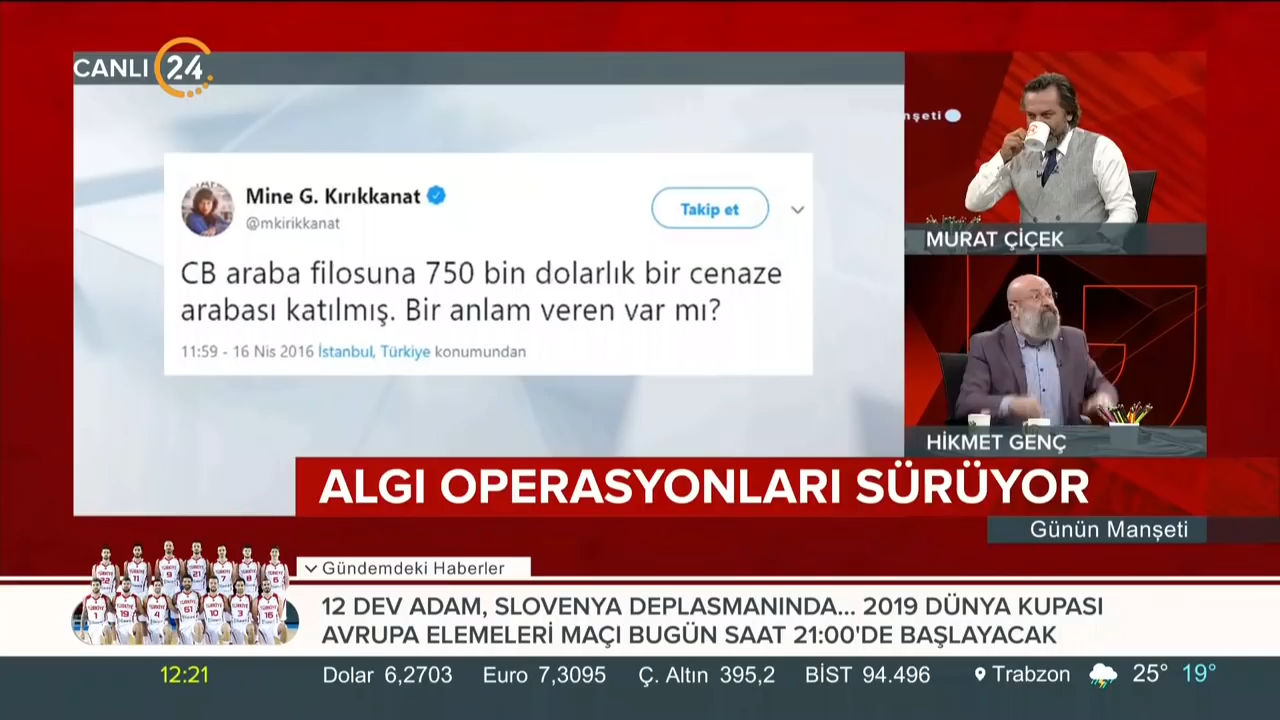 CANLI 24
nşeti
Mine G. Kırıkkanat
@mkirikkanat
Takip et
CB araba filosuna 750 bin dolarlık bir cenaze
arabası katılmış. Bir anlam veren var mı?
11:59 - 16 Nis 2016 İstanbul, Türkiye konumundan
MURAT ÇİÇEK
HİKMET GENÇ
ALGI OPERASYONLARI SÜRÜYOR
Günün Manşeti
Gündemdeki Haberler
12 DEV ADAM, SLOVENYA DEPLASMANINDA... 2019 DÜNYA KUPASI
AVRUPA ELEMELERİ MAÇI BUGÜN SAAT 21:00'DE BAŞLAYACAK
12:21 Dolar 6,2703 Euro 7,3095 Ç. Altın 395,2 BİST 94.496 Trabzon 25° 19°